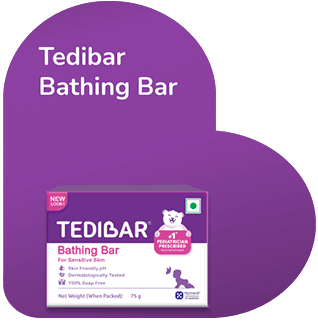 Tedibar
Bathing Bar
NEW
LOOK!
TEDIBAR®
Bathing Bar
For Sensitive Skin
Skin Friendly pH
Dermatologically Tested
100% Soap Free
#1*
PEDIATRICIAN
PRESCRIBED
Net Weight (When Packed): 75 g